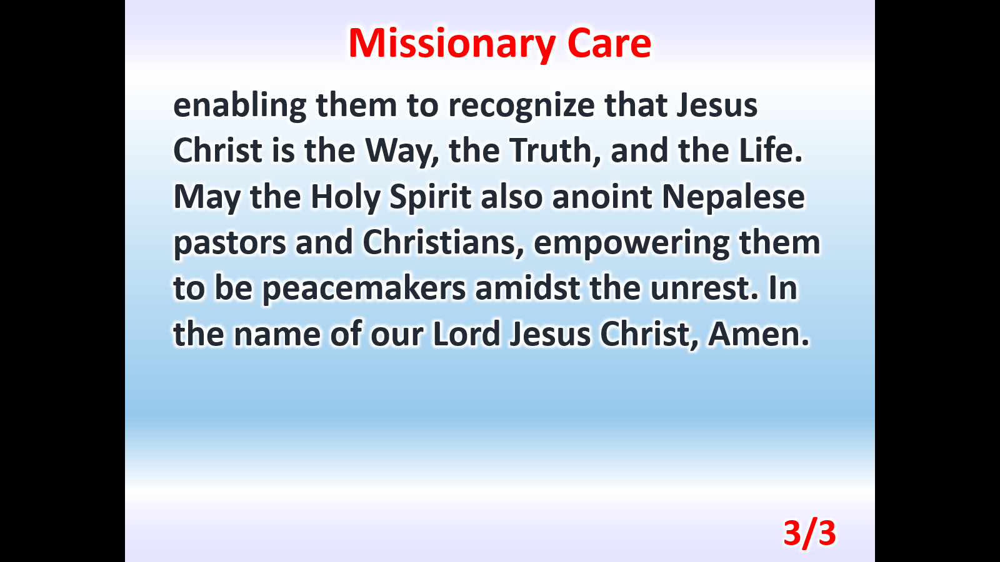 Missionary Care
enabling them to recognize that Jesus
Christ is the Way, the Truth, and the Life.
May the Holy Spirit also anoint Nepalese
pastors and Christians, empowering them
to be peacemakers amidst the unrest. In
the name of our Lord Jesus Christ, Amen.
3/3